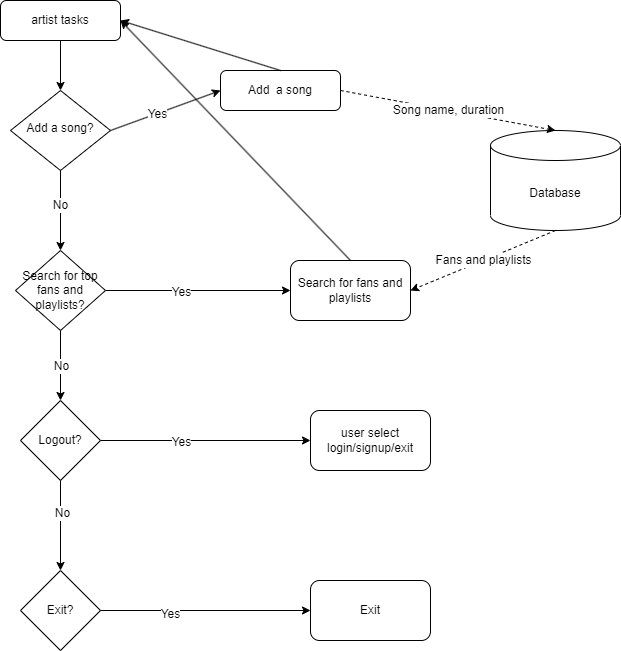 artist tasks
Add  a song
Add a song?
Yes
Song name, duration
Database
No
Fans and playlists
Search for top
fans and
playlists?
Yes
Search for fans and
playlists
No
Logout?
Yes
user select
login/signup/exit
No
Exit?
Yes
Exit